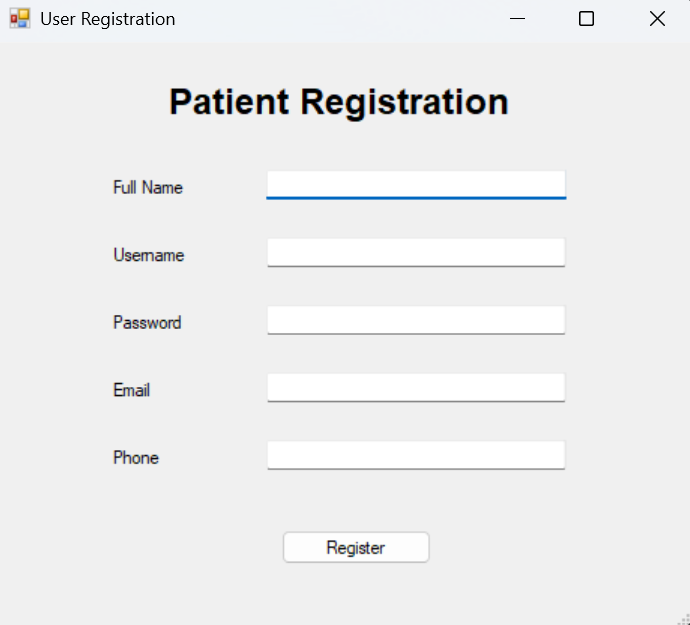 User Registration
Patient Registration
Full Name
Username
Password
Email
Phone
Register